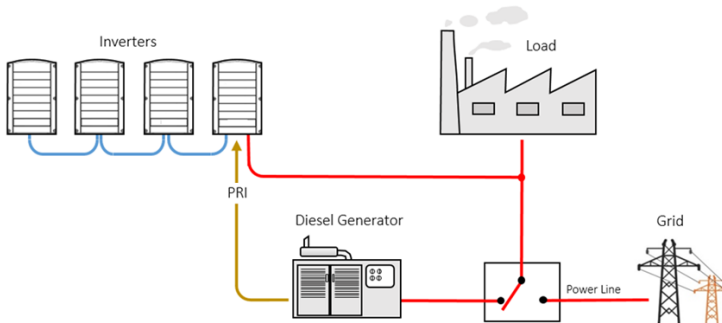 Inverters
Load
PRI
Diesel Generator
Grid
Power Line